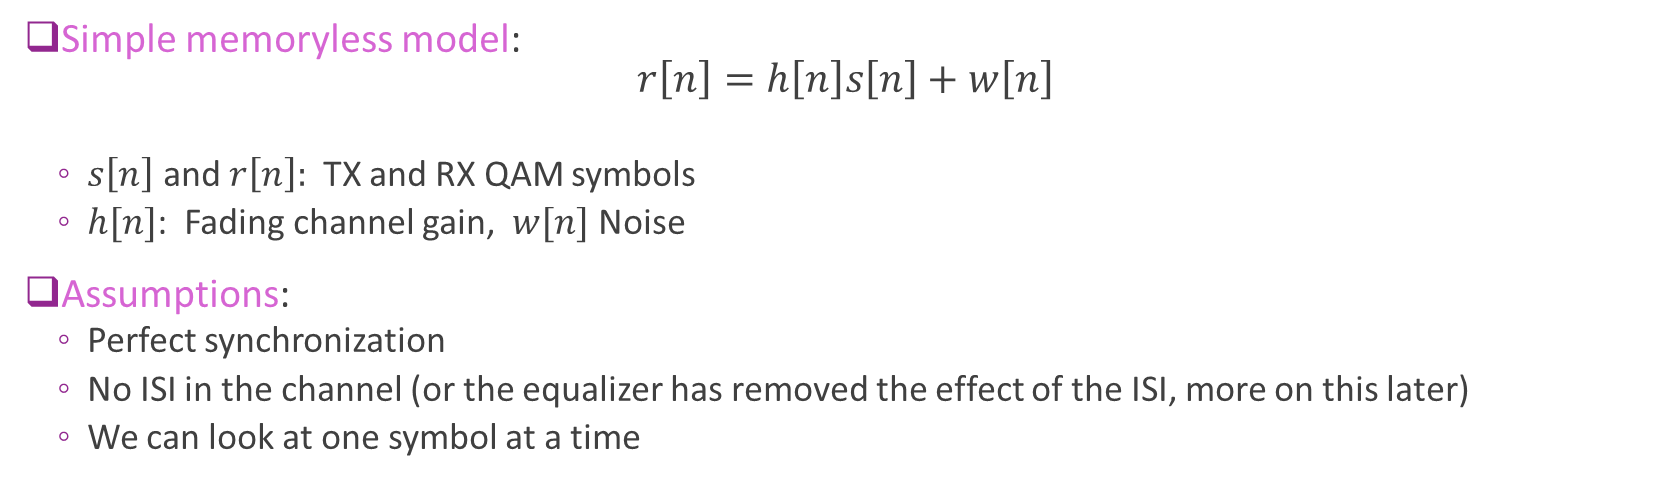 ❑Simple memoryless model:
r[n] = h[n]s[n] + w[n]
◦ s[n] and r[n]: TX and RX QAM symbols
◦ h[n]: Fading channel gain, w[n] Noise
❑Assumptions:
◦ Perfect synchronization
◦ No ISI in the channel (or the equalizer has removed the effect of the ISI, more on this later)
◦ We can look at one symbol at a time